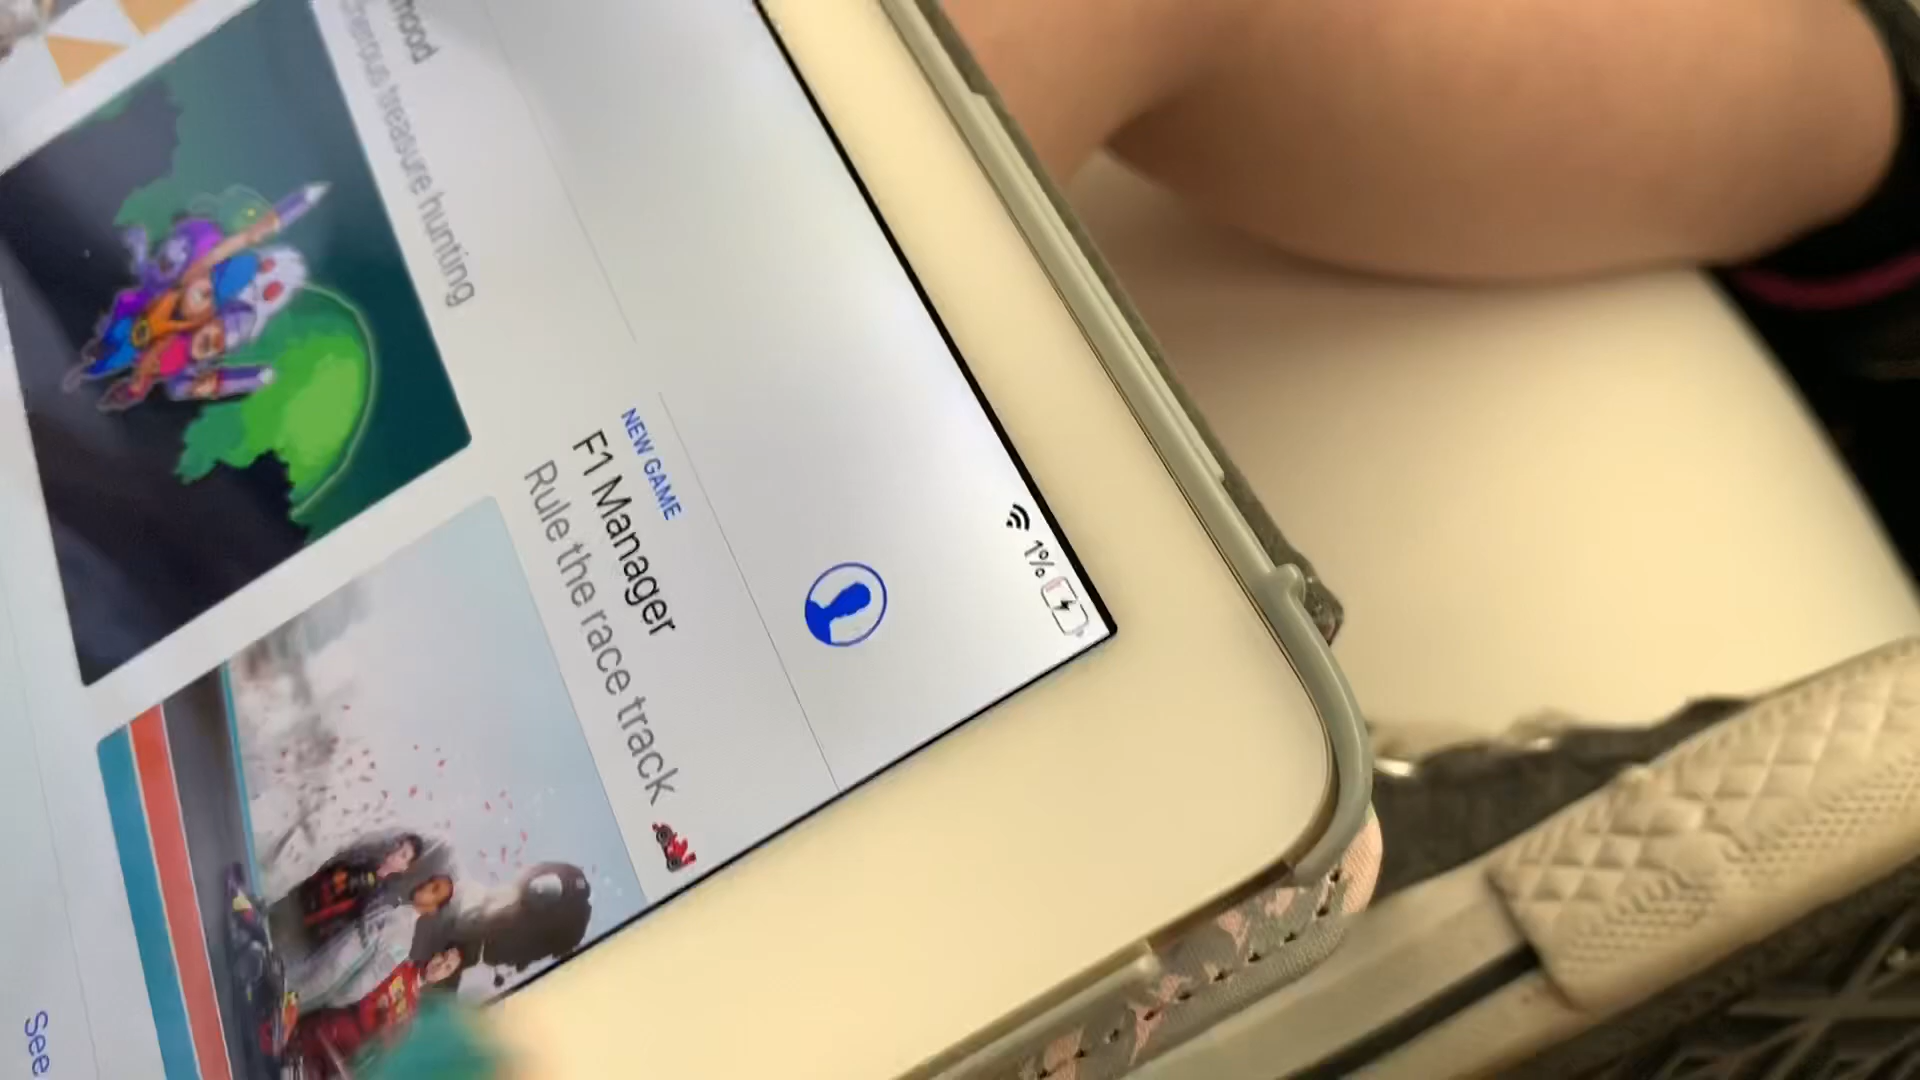 1%
NEW GAME
F1 Manager
Rule the race track 🏎
treasure hunting
See